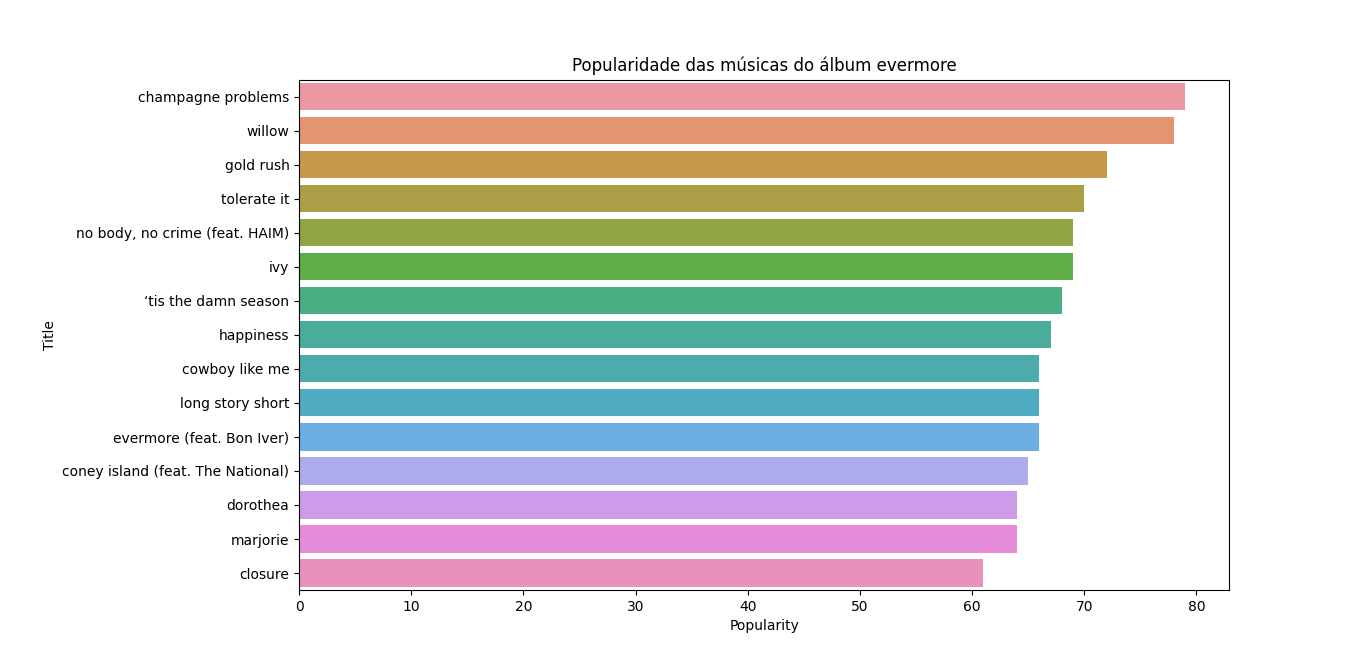 Popularidade das músicas do álbum evermore
champagne problems
willow
gold rush
tolerate it
no body, no crime (feat. HAIM)
ivy
‘tis the damn season
happiness
cowboy like me
long story short
evermore (feat. Bon Iver)
coney island (feat. The National)
dorothea
marjorie
closure
Title
0 10 20 30 40 50 60 70 80
Popularity